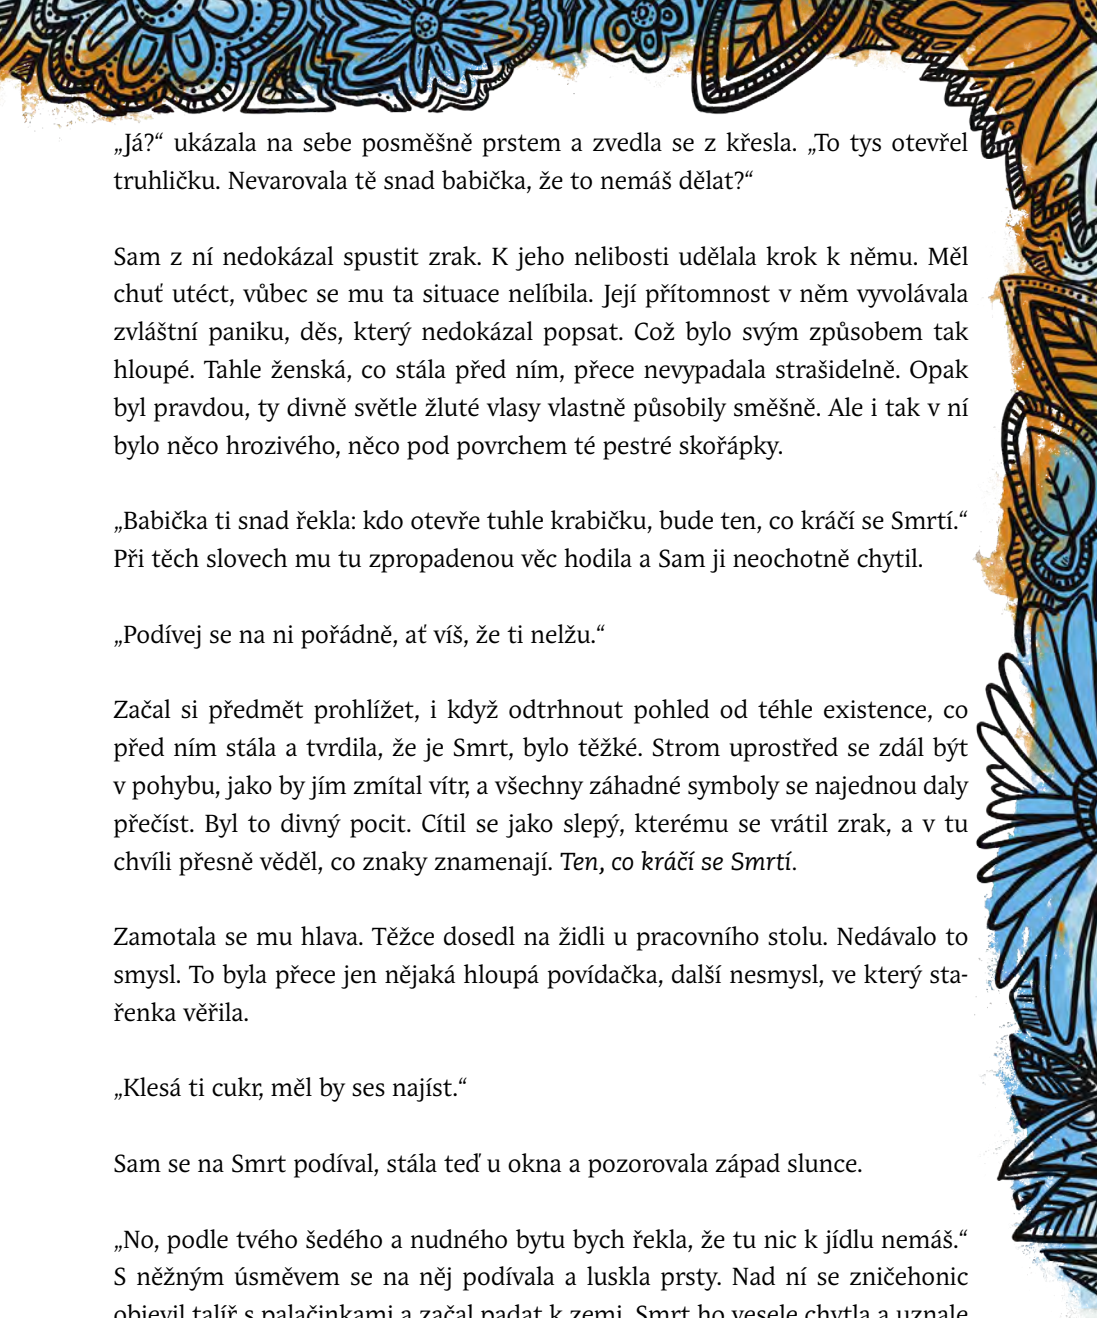 „Já?“ ukázala na sebe posměšně prstem a zvedla se z křesla. „To tys otevřel
truhličku. Nevarovala tě snad babička, že to nemáš dělat?“
Sam z ní nedokázal spustit zrak. K jeho nelibosti udělala krok k němu. Měl
chuť utéct, vůbec se mu ta situace nelíbila. Její přítomnost v něm vyvolávala
zvláštní paniku, děs, který nedokázal popsat. Což bylo svým způsobem tak
hloupé. Tahle ženská, co stála před ním, přece nevypadala strašidelně. Opak
byl pravdou, ty divně světle žluté vlasy vlastně působily směšně. Ale i tak v ní
bylo něco hrozivého, něco pod povrchem té pestré skořápky.
„Babička ti snad řekla: kdo otevře tuhle krabičku, bude ten, co kráčí se Smrtí.“
Při těch slovech mu tu zpropadenou věc hodila a Sam ji neochotně chytil.
„Podívej se na ni pořádně, ať víš, že ti nelžu.“
Začal si předmět prohlížet, i když odtrhnout pohled od téhle existence, co
před ním stála a tvrdila, že je Smrt, bylo těžké. Strom uprostřed se zdál být
v pohybu, jako by jím zmítal vítr, a všechny záhadné symboly se najednou daly
přečíst. Byl to divný pocit. Cítil se jako slepý, kterému se vrátil zrak, a v tu
chvíli přesně věděl, co znaky znamenají. Ten, co kráčí se Smrtí.
Zamotala se mu hlava. Těžce dosedl na židli u pracovního stolu. Nedávalo to
smysl. To byla přece jen nějaká hloupá povídačka, další nesmysl, ve který sta-
řenka věřila.
„Klesá ti cukr, měl by ses najíst.“
Sam se na Smrt podíval, stála teď u okna a pozorovala západ slunce.
„No, podle tvého šedého a nudného bytu bych řekla, že tu nic k jídlu nemáš.“
S něžným úsměvem se na něj podívala a luskla prsty. Nad ní se zničehonic
objevil talíř s palačinkami a začal padat k zemi. Smrt ho vesele chytla a uznale